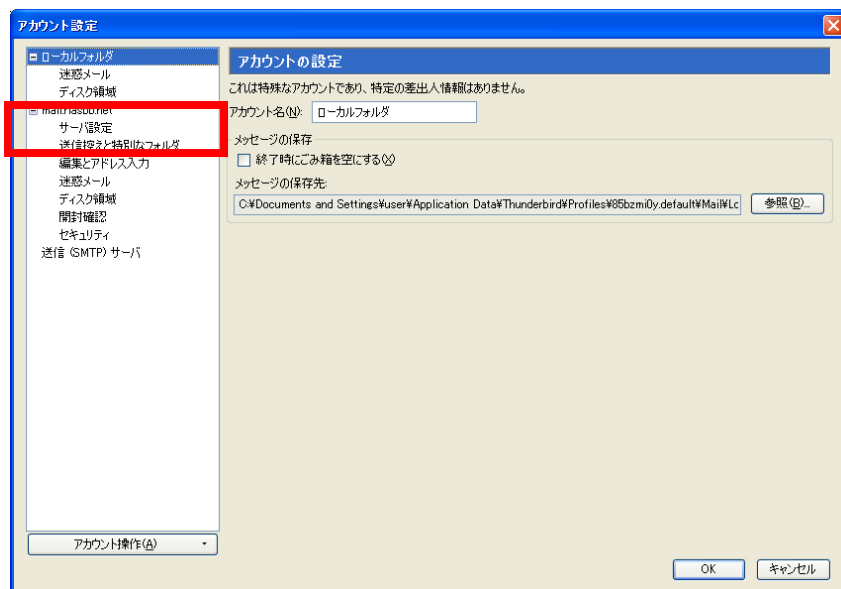 アカウント設定
ローカルフォルダ
迷惑メール
ディスク領域
サーバ設定
送信控えと特別なフォルダ
編集とアドレス入力
迷惑メール
ディスク領域
開封確認
セキュリティ
送信 (SMTP) サーバ
アカウント操作(A)
アカウントの設定
これは特殊なアカウントであり、特定の差出人情報はありません。
アカウント名(N): ローカルフォルダ
メッセージの保存
終了時にごみ箱を空にする(X)
メッセージの保存先:
C:¥Documents and Settings¥user¥Application Data¥Thunderbird¥Profiles¥85bzmi0y.default¥Mail¥Lc 参照(B)...
OK キャンセル